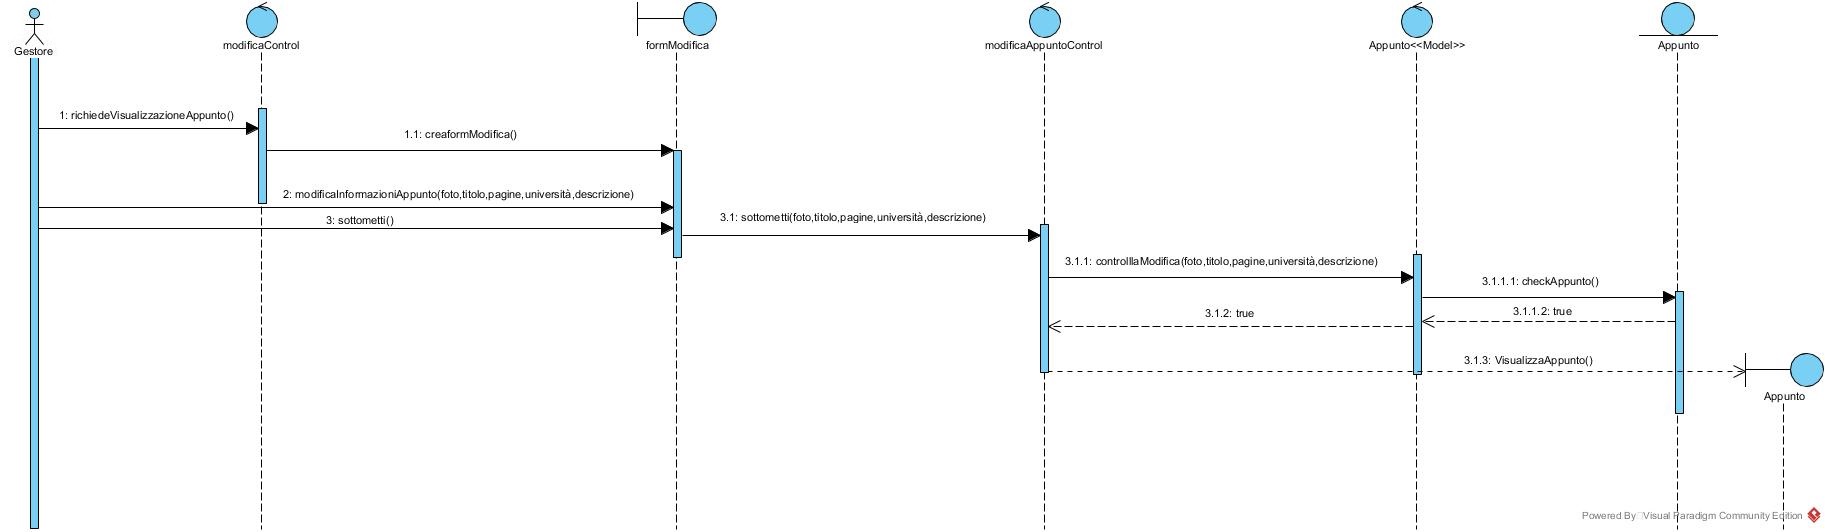 Gestore
modificaControl
formModifica
modificaAppuntoControl
Appunto<<Model>>
Appunto
1: richiedeVisualizzazioneAppunto()
1.1: creaformModifica()
2: modificaInformazioniAppunto(foto,titolo,pagine,università,descrizione)
3: sottometti()
3.1: sottometti(foto,titolo,pagine,università,descrizione)
3.1.1: controlllaModifica(foto,titolo,pagine,università,descrizione)
3.1.1.1: checkAppunto()
3.1.1.2: true
3.1.2: true
3.1.3: VisualizzaAppunto()
Appunto
Powered By Visual Paradigm Community Edition